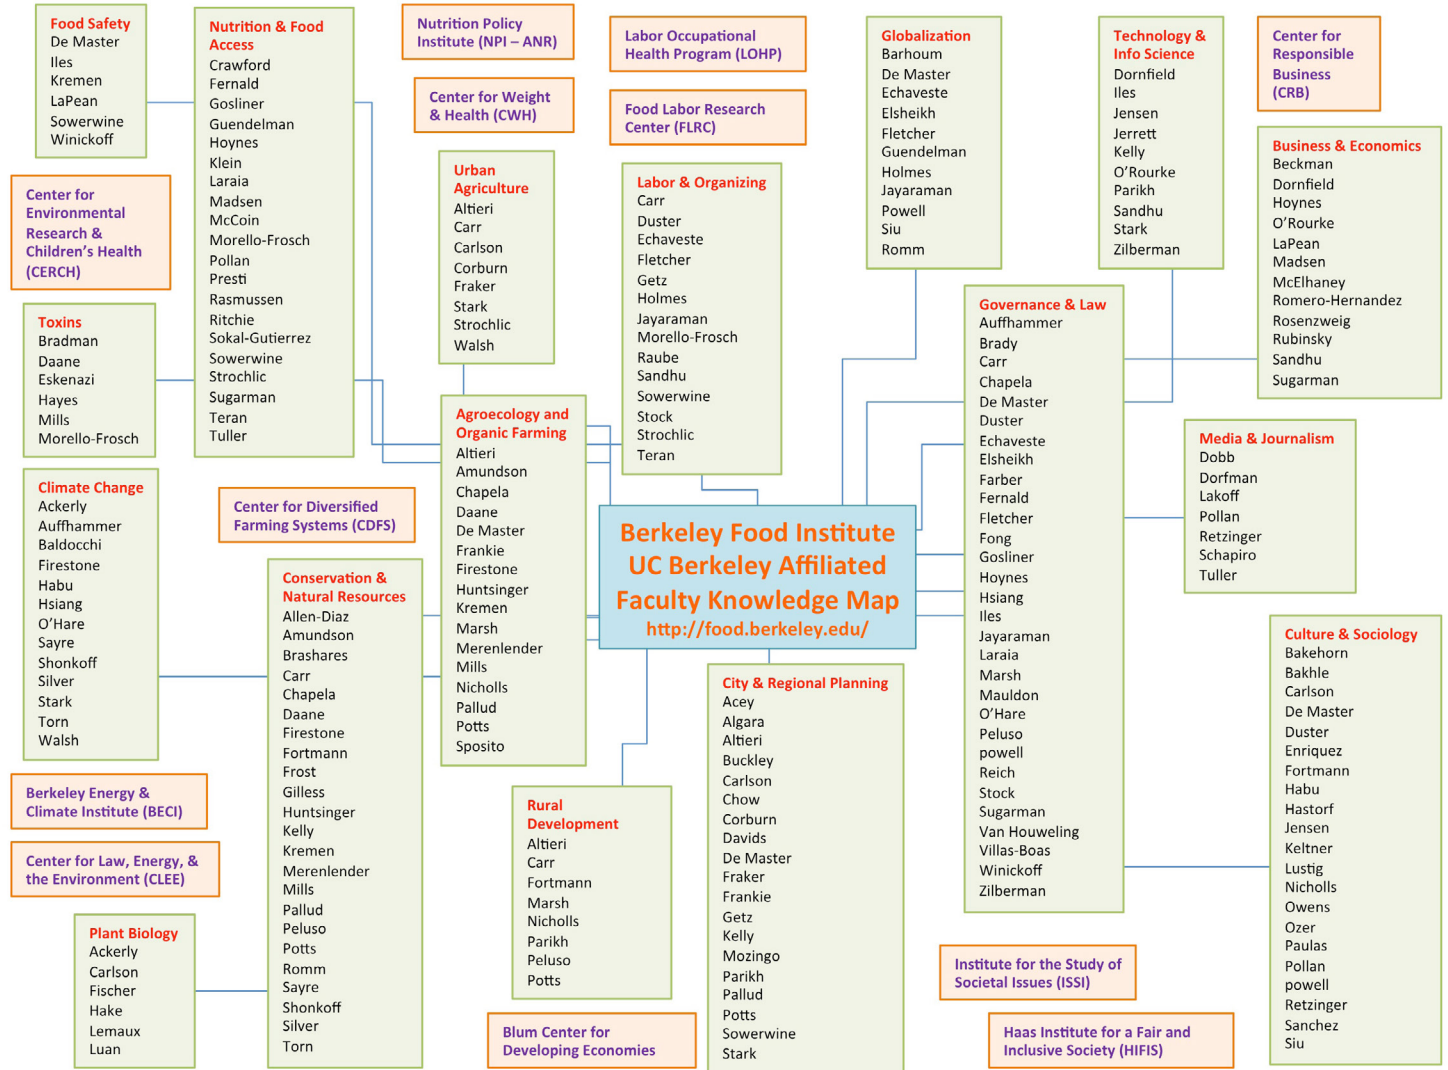 Food Safety
De Master
Iles
Kremen
LaPean
Sowerwine
Winickoff
Nutrition & Food
Access
Crawford
Fernald
Gosliner
Guendelman
Hoynes
Klein
Laraia
Madsen
McCoin
Morello-Frosch
Pollan
Presti
Rasmussen
Ritchie
Sokal-Gutierrez
Sowerwine
Strochlic
Sugarman
Teran
Tuller
Nutrition Policy
Institute (NPI – ANR)
Center for Weight
& Health (CWH)
Labor Occupational
Health Program (LOHP)
Food Labor Research
Center (FLRC)
Globalization
Barhoum
De Master
Echaveste
Elsheikh
Fletcher
Guendelman
Holmes
Jayaraman
Powell
Siu
Romm
Technology &
Info Science
Dornfield
Iles
Jensen
Jerrett
Kelly
O'Rourke
Parikh
Sandhu
Stark
Zilberman
Center for
Responsible
Business
(CRB)
Business & Economics
Beckman
Dornfield
Hoynes
O'Rourke
LaPean
Madsen
McElhaney
Romero-Hernandez
Rosenzweig
Rubinsky
Sandhu
Sugarman
Center for
Environmental
Research &
Children's Health
(CERCH)
Urban
Agriculture
Altieri
Carr
Carlson
Corburn
Fraker
Stark
Strochlic
Walsh
Labor & Organizing
Carr
Duster
Echaveste
Fletcher
Getz
Holmes
Jayaraman
Morello-Frosch
Raube
Sandhu
Sowerwine
Stock
Strochlic
Teran
Toxins
Bradman
Daane
Eskenazi
Hayes
Mills
Morello-Frosch
Governance & Law
Auffhammer
Brady
Carr
Chapela
De Master
Duster
Echaveste
Elsheikh
Farber
Fernald
Fletcher
Fong
Gosliner
Hoynes
Hsiang
Iles
Jayaraman
Laraia
Marsh
Mauldon
O'Hare
Peluso
powell
Reich
Stock
Sugarman
Van Houweling
Villas-Boas
Winickoff
Zilberman
Agroecology and
Organic Farming
Altieri
Amundson
Chapela
Daane
De Master
Frankie
Firestone
Huntsinger
Kremen
Marsh
Merenlender
Mills
Nicholls
Pallud
Potts
Sposito
Media & Journalism
Dobb
Dorfman
Lakoff
Pollan
Retzinger
Schapiro
Tuller
Climate Change
Ackerly
Auffhammer
Baldocchi
Firestone
Habu
Hsiang
O'Hare
Sayre
Shonkoff
Silver
Stark
Torn
Walsh
Center for Diversified
Farming Systems (CDFS)
Berkeley Food Institute
UC Berkeley Affiliated
Faculty Knowledge Map
http://food.berkeley.edu/
Conservation &
Natural Resources
Allen-Diaz
Amundson
Brashares
Carr
Chapela
Daane
Firestone
Fortmann
Frost
Gilless
Huntsinger
Kelly
Kremen
Merenlender
Mills
Pallud
Peluso
Potts
Romm
Sayre
Shonkoff
Silver
Torn
Culture & Sociology
Bakehorn
Bakhle
Carlson
De Master
Duster
Enriquez
Fortmann
Habu
Hastorf
Jensen
Keltner
Lustig
Nicholls
Owens
Ozer
Paulas
Pollan
powell
Retzinger
Sanchez
Siu
City & Regional Planning
Acey
Algara
Altieri
Buckley
Carlson
Chow
Corburn
Davids
De Master
Fraker
Frankie
Getz
Kelly
Mozingo
Parikh
Pallud
Potts
Sowerwine
Stark
Berkeley Energy &
Climate Institute (BECI)
Center for Law, Energy, &
the Environment (CLEE)
Rural
Development
Altieri
Carr
Fortmann
Marsh
Nicholls
Parikh
Peluso
Potts
Plant Biology
Ackerly
Carlson
Fischer
Hake
Lemaux
Luan
Institute for the Study of
Societal Issues (ISSI)
Blum Center for
Developing Economies
Haas Institute for a Fair and
Inclusive Society (HIFIS)